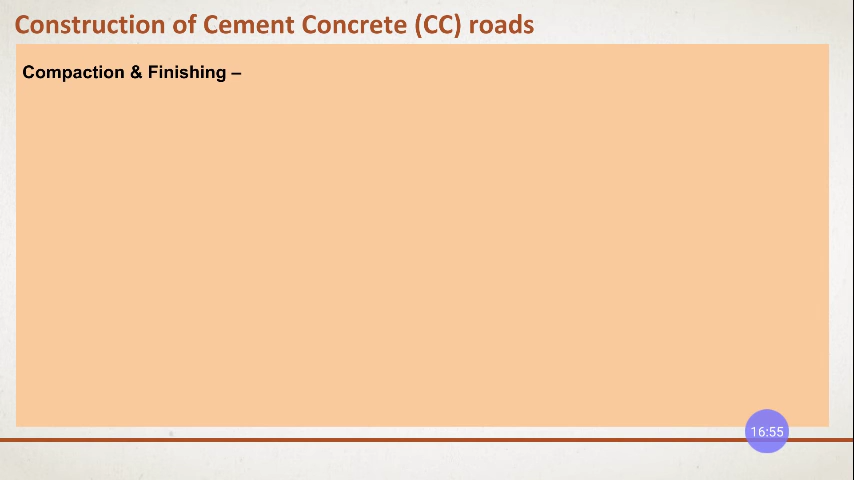 Construction of Cement Concrete (CC) roads
Compaction & Finishing –
16:55